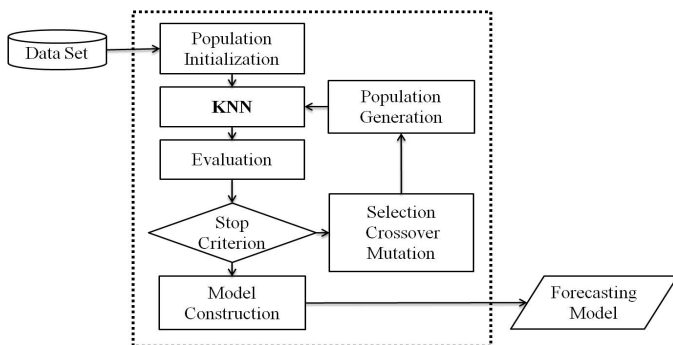 Data Set
Population
Initialization
KNN
Population
Generation
Evaluation
Stop
Criterion
Selection
Crossover
Mutation
Model
Construction
Forecasting
Model